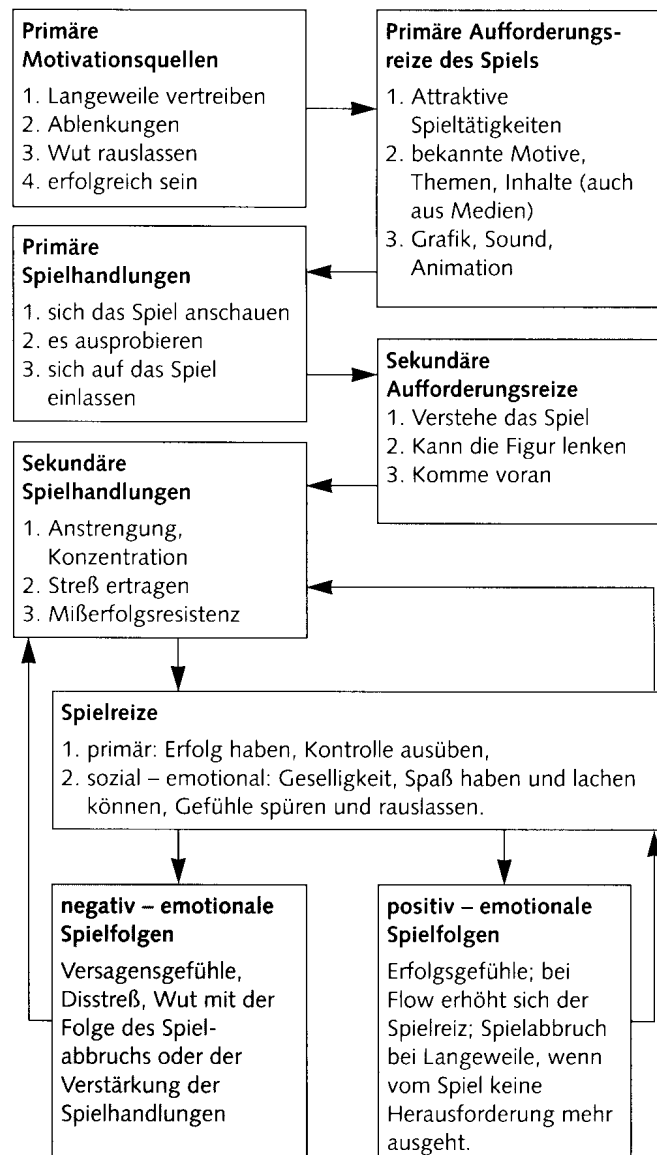 Primäre
Motivationsquellen
1. Langeweile vertreiben
2. Ablenkungen
3. Wut rauslassen
4. erfolgreich sein
Primäre Aufforderungs-
reize des Spiels
1. Attraktive
Spieltätigkeiten
2. bekannte Motive,
Themen, Inhalte (auch
aus Medien)
3. Grafik, Sound,
Animation
Primäre
Spielhandlungen
1. sich das Spiel anschauen
2. es ausprobieren
3. sich auf das Spiel
einlassen
Sekundäre
Aufforderungsreize
1. Verstehe das Spiel
2. Kann die Figur lenken
3. Komme voran
Sekundäre
Spielhandlungen
1. Anstrengung,
Konzentration
2. Streß ertragen
3. Mißerfolgsresistenz
Spielreize
1. primär: Erfolg haben, Kontrolle ausüben,
2. sozial – emotional: Geselligkeit, Spaß haben und lachen
können, Gefühle spüren und rauslassen.
negativ – emotionale
Spielfolgen
Versagensgefühle,
Disstreß, Wut mit der
Folge des Spiel-
abbruchs oder der
Verstärkung der
Spielhandlungen
positiv – emotionale
Spielfolgen
Erfolgsgefühle; bei
Flow erhöht sich der
Spielreiz; Spielabbruch
bei Langeweile, wenn
vom Spiel keine
Herausforderung mehr
ausgeht.